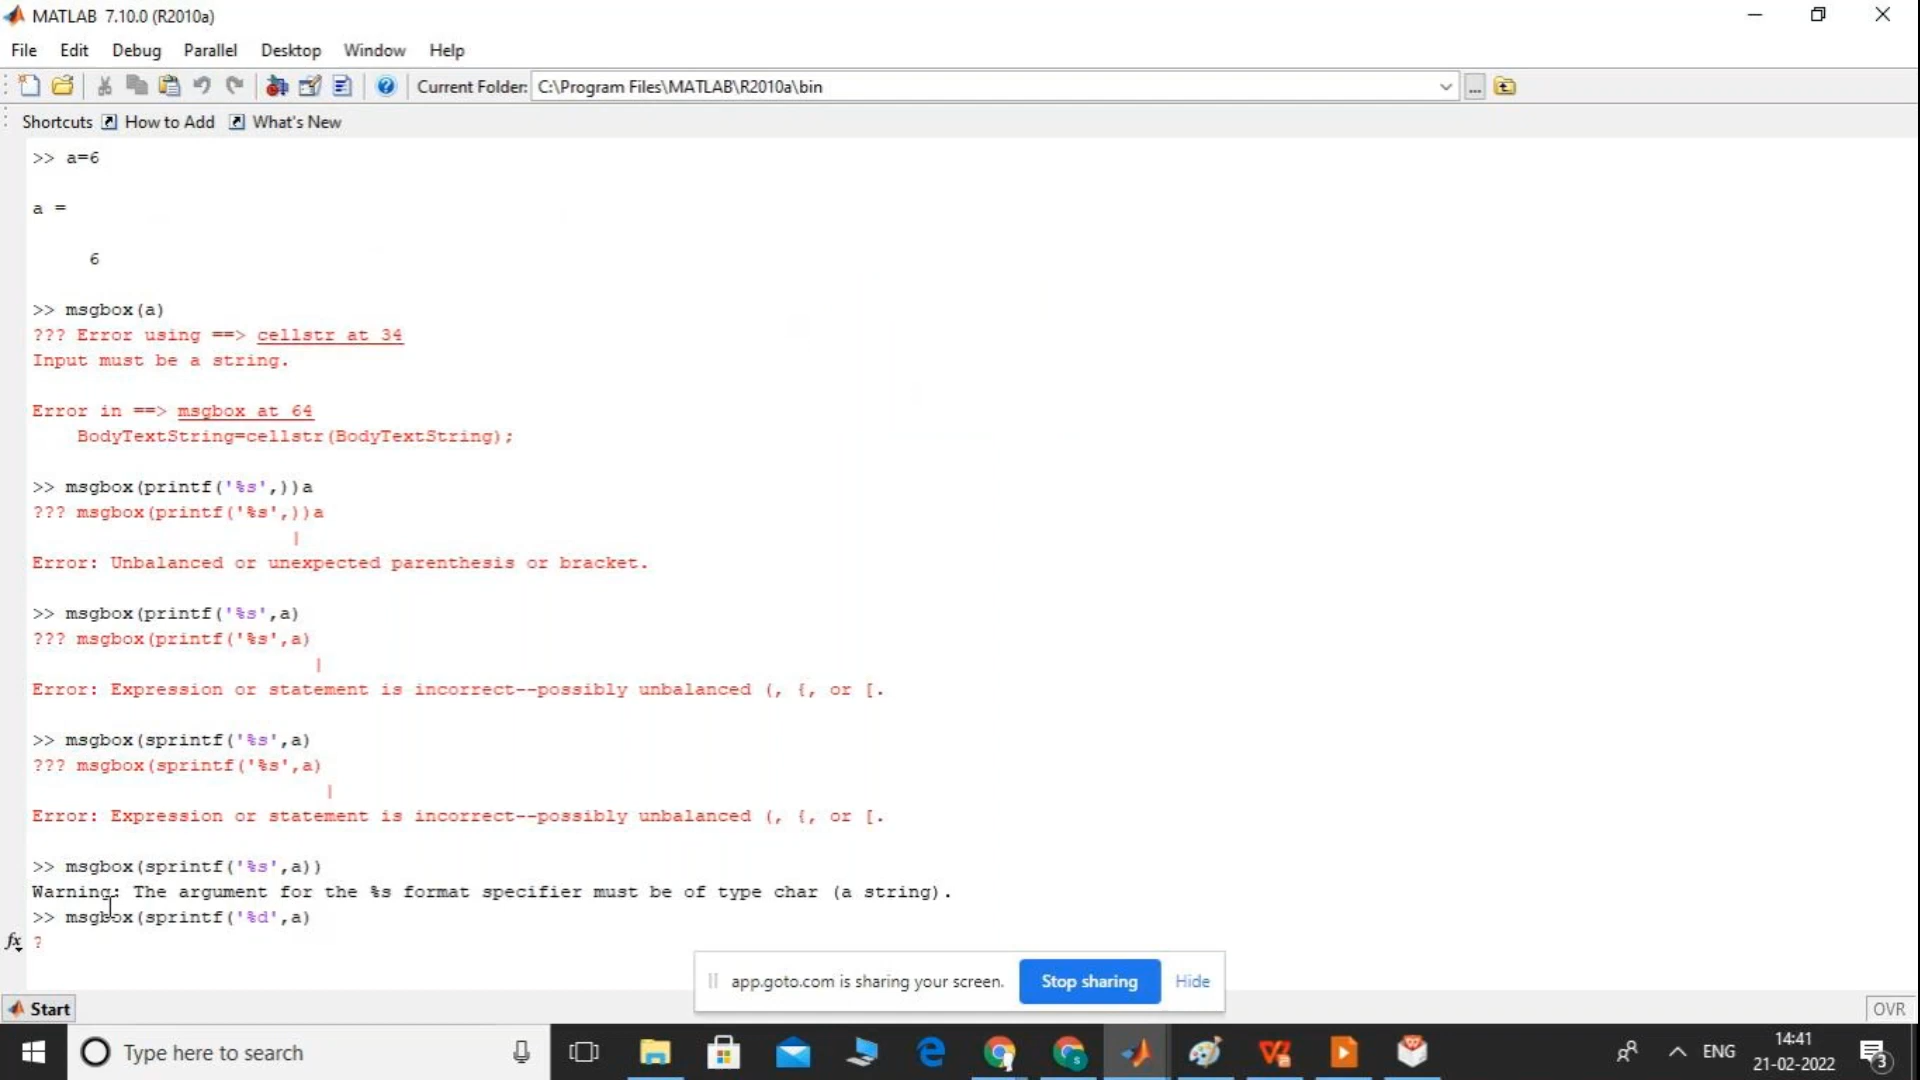 MATLAB 7.10.0 (R2010a)
File Edit Debug Parallel Desktop Window Help
Current Folder: C:\Program Files\MATLAB\R2010a\bin ...
Shortcuts How to Add What's New
>> a=6
a =
6
>> msgbox(a)
??? Error using ==> cellstr at 34
Input must be a string.
Error in ==> msgbox at 64
BodyTextString=cellstr(BodyTextString);
>> msgbox(printf('%s',))a
??? msgbox(printf('%s',))a
|
Error: Unbalanced or unexpected parenthesis or bracket.
>> msgbox(printf('%s',a)
??? msgbox(printf('%s',a)
|
Error: Expression or statement is incorrect--possibly unbalanced (, {, or [.
>> msgbox(sprintf('%s',a)
??? msgbox(sprintf('%s',a)
|
Error: Expression or statement is incorrect--possibly unbalanced (, {, or [.
>> msgbox(sprintf('%s',a))
Warning: The argument for the %s format specifier must be of type char (a string).
>> msgbox(sprintf('%d',a)
fx ?
app.goto.com is sharing your screen. Stop sharing Hide
Start OVR
Type here to search
ENG 14:41
21-02-2022 3